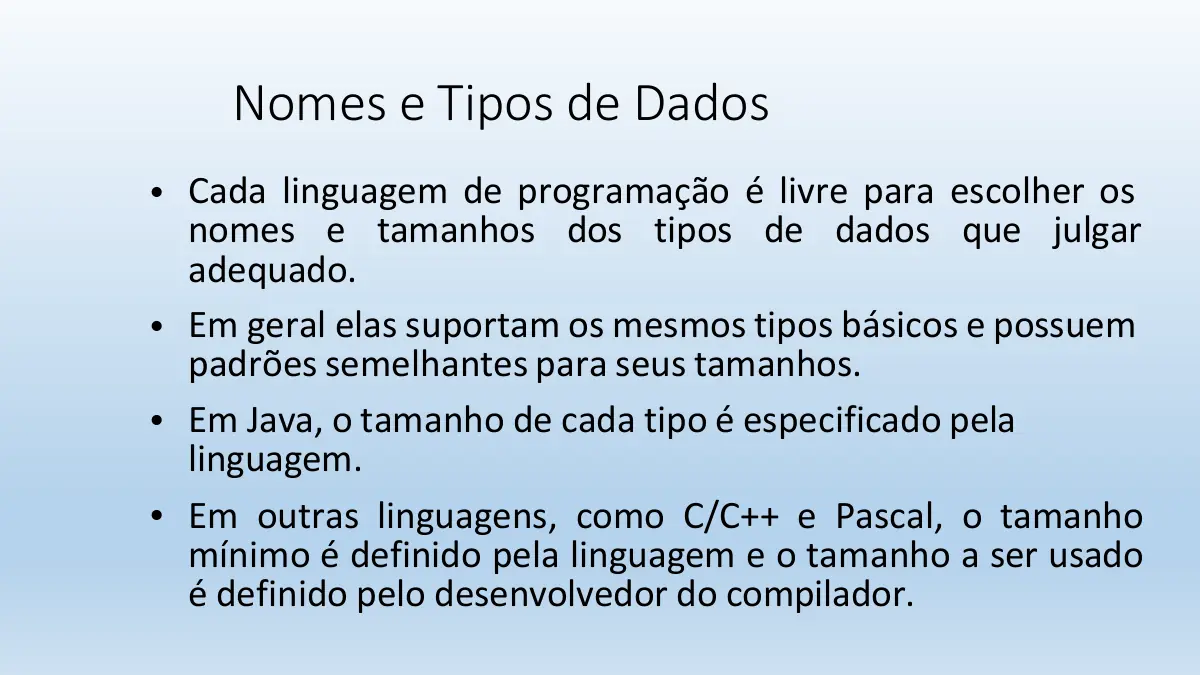 Nomes e Tipos de Dados
• Cada linguagem de programação é livre para escolher os
nomes e tamanhos dos tipos de dados que julgar
adequado.
• Em geral elas suportam os mesmos tipos básicos e possuem
padrões semelhantes para seus tamanhos.
• Em Java, o tamanho de cada tipo é especificado pela
linguagem.
• Em outras linguagens, como C/C++ e Pascal, o tamanho
mínimo é definido pela linguagem e o tamanho a ser usado
é definido pelo desenvolvedor do compilador.